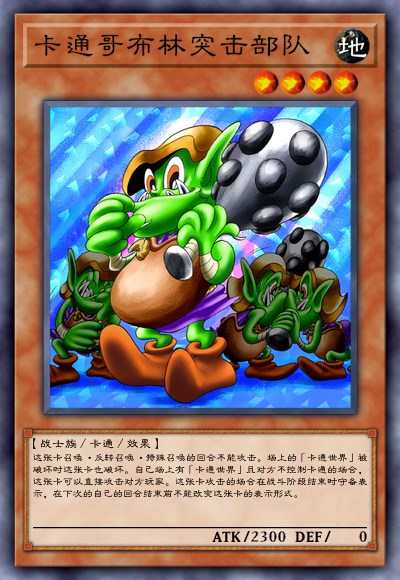 卡通哥布林突击部队 地
【战士族／卡通／效果】
这张卡召唤·反转召唤·特殊召唤的回合不能攻击。场上的「卡通世界」被
破坏时这张卡也破坏。自己场上有「卡通世界」且对方不控制卡通的场合，
这张卡可以直接攻击对方玩家。这张卡攻击的场合在战斗阶段结束时守备表
示，在下次的自己的回合结束前不能改变这张卡的表示形式。
ATK/2300 DEF/ 0